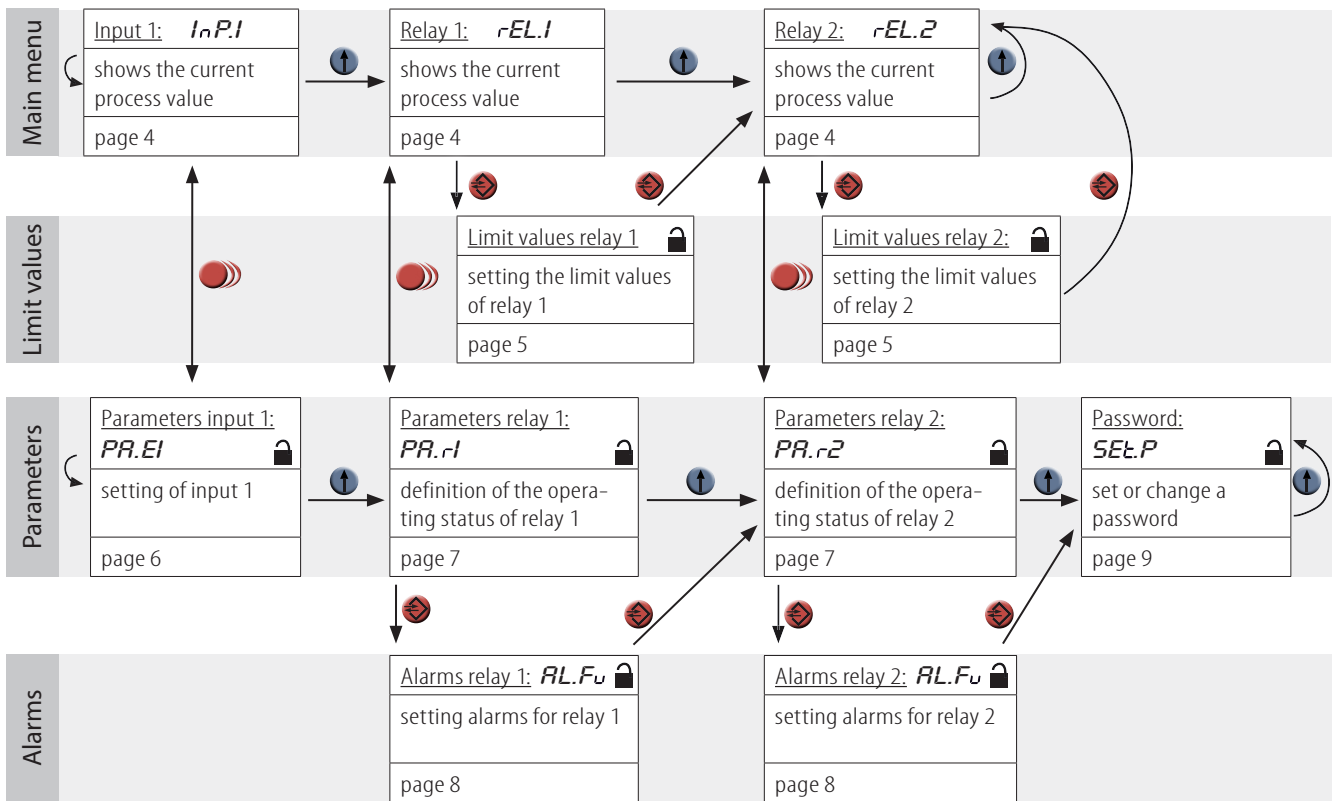 Main menu
Input 1: InP.1
shows the current
process value
page 4
Relay 1: rEL.1
shows the current
process value
page 4
Relay 2: rEL.2
shows the current
process value
page 4
Limit values
Limit values relay 1
setting the limit values
of relay 1
page 5
Limit values relay 2:
setting the limit values
of relay 2
page 5
Parameters
Parameters input 1:
PA.E1
setting of input 1
page 6
Parameters relay 1:
PA.r1
definition of the opera-
ting status of relay 1
page 7
Parameters relay 2:
PA.r2
definition of the opera-
ting status of relay 2
page 7
Password:
SEt.P
set or change a
password
page 9
Alarms
Alarms relay 1: AL.Fu
setting alarms for relay 1
page 8
Alarms relay 2: AL.Fu
setting alarms for relay 2
page 8